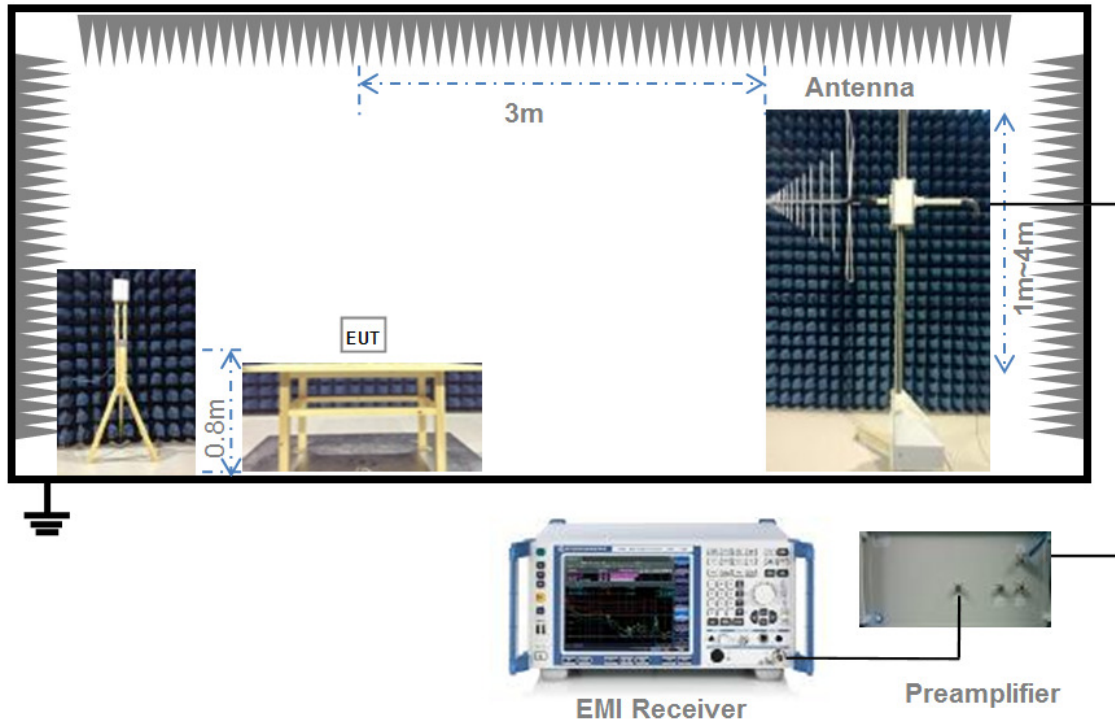 Antenna
3m
1m~4m
EUT
0.8m
EMI Receiver
Preamplifier